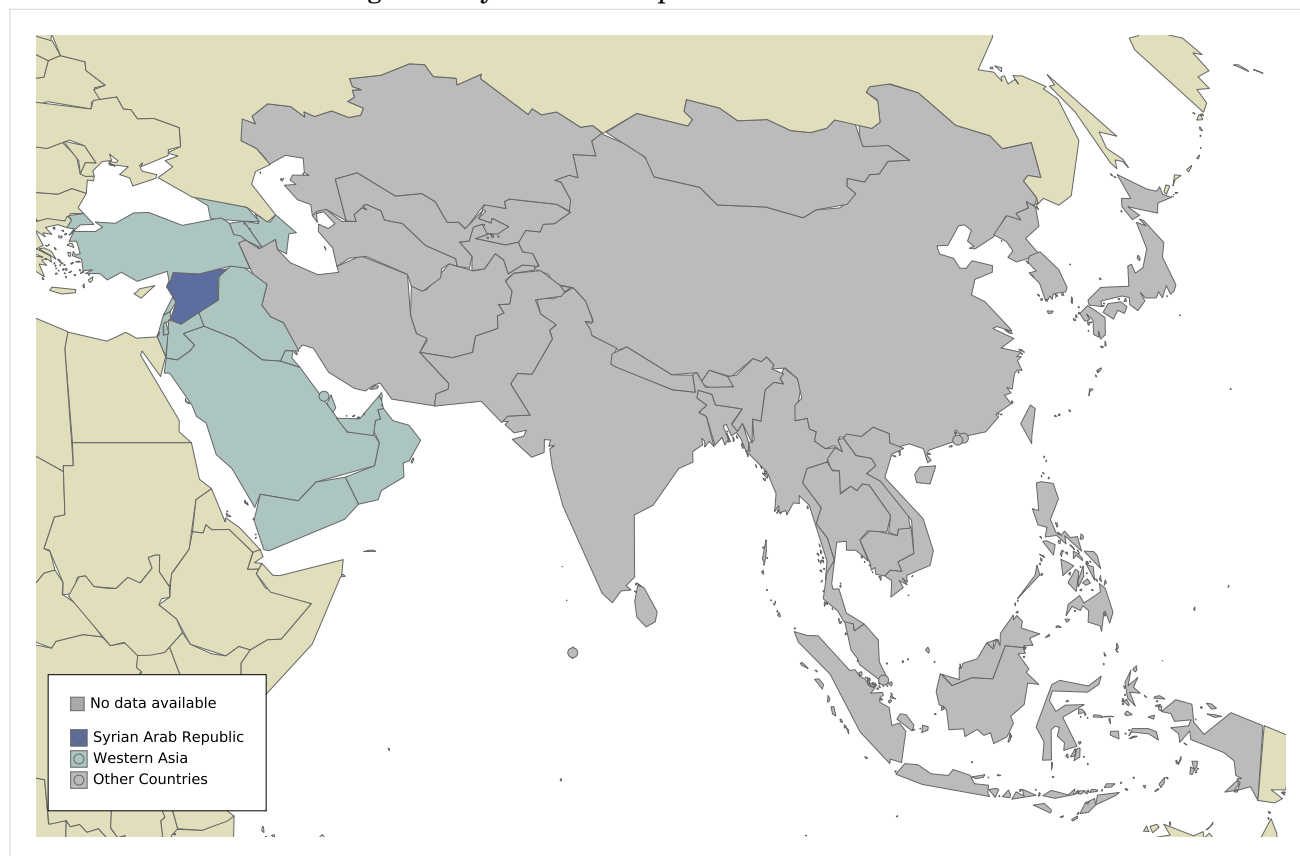 No data available
Syrian Arab Republic
Western Asia
Other Countries